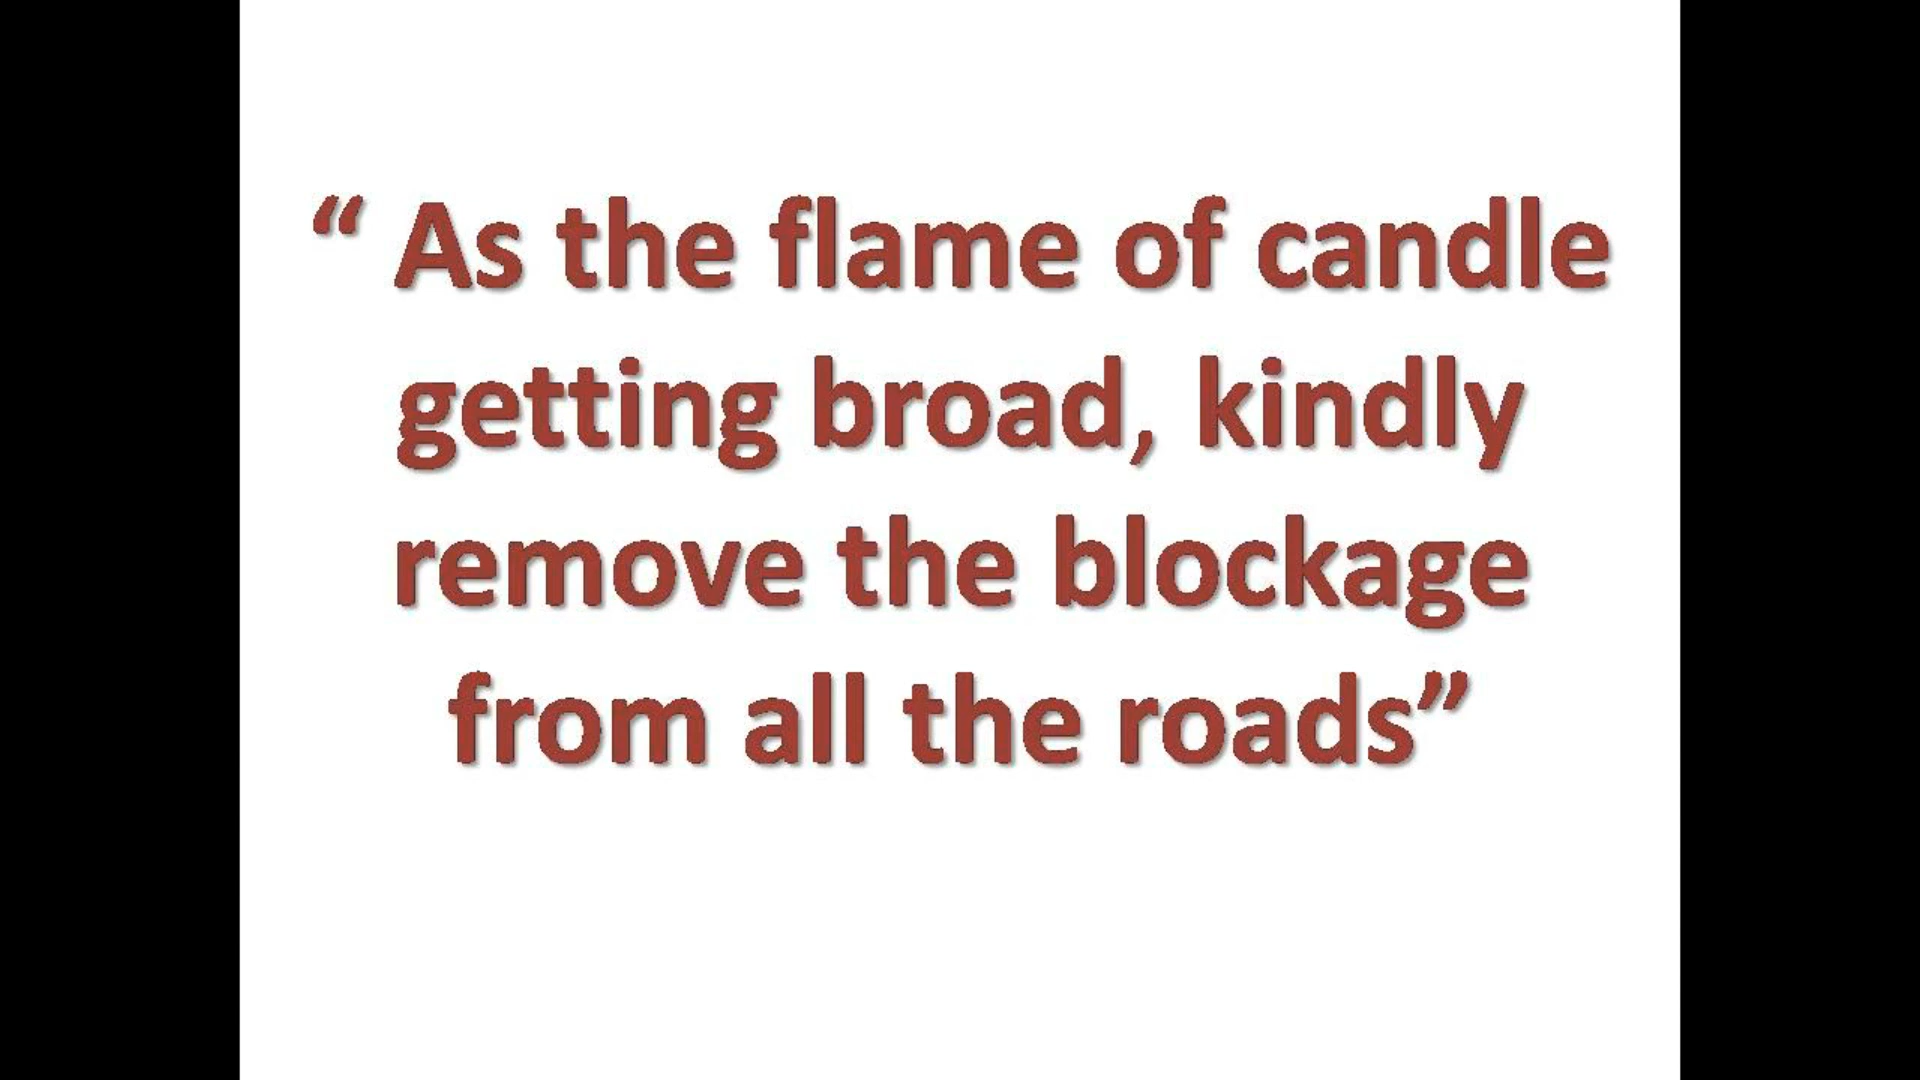 “ As the flame of candle
getting broad, kindly
remove the blockage
from all the roads”